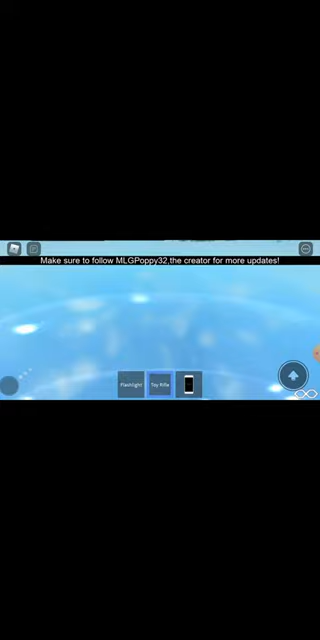 Make sure to follow MLGPoppy32,the creator for more updates!
Flashlight
Toy Rifle